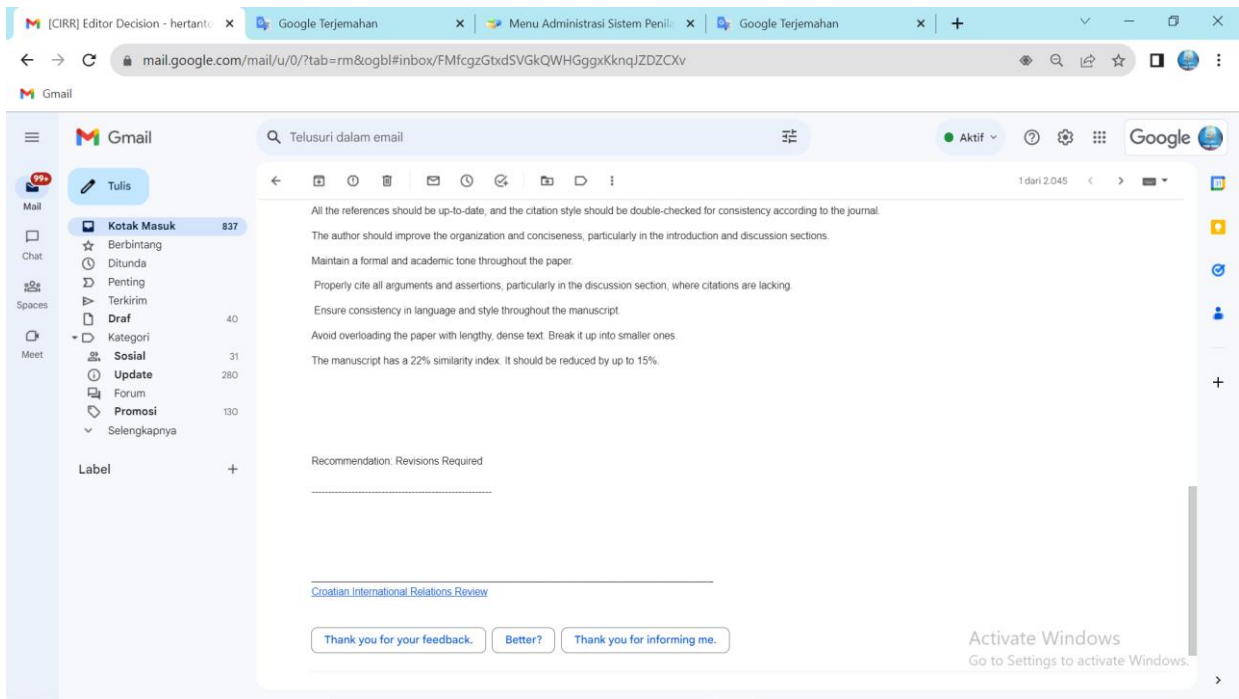 [CIRR] Editor Decision - hertanto
Google Terjemahan
Menu Administrasi Sistem Penila
Google Terjemahan
mail.google.com/mail/u/0/?tab=rm&ogbl#inbox/FMfcgzGtxdSVGkQWHGggxKknqJZDZCXv
Gmail
Gmail
Telusuri dalam email
Aktif
Google
99+
Mail
Chat
Spaces
Meet
Tulis
Kotak Masuk 837
Berbintang
Ditunda
Penting
Terkirim
Draf 40
Kategori
Sosial 31
Update 280
Forum
Promosi 130
Selengkapnya
Label
1 dari 2.045
All the references should be up-to-date, and the citation style should be double-checked for consistency according to the journal.
The author should improve the organization and conciseness, particularly in the introduction and discussion sections.
Maintain a formal and academic tone throughout the paper.
Properly cite all arguments and assertions, particularly in the discussion section, where citations are lacking.
Ensure consistency in language and style throughout the manuscript.
Avoid overloading the paper with lengthy, dense text. Break it up into smaller ones.
The manuscript has a 22% similarity index. It should be reduced by up to 15%.
Recommendation: Revisions Required
Croatian International Relations Review
Thank you for your feedback.
Better?
Thank you for informing me.
Activate Windows
Go to Settings to activate Windows.